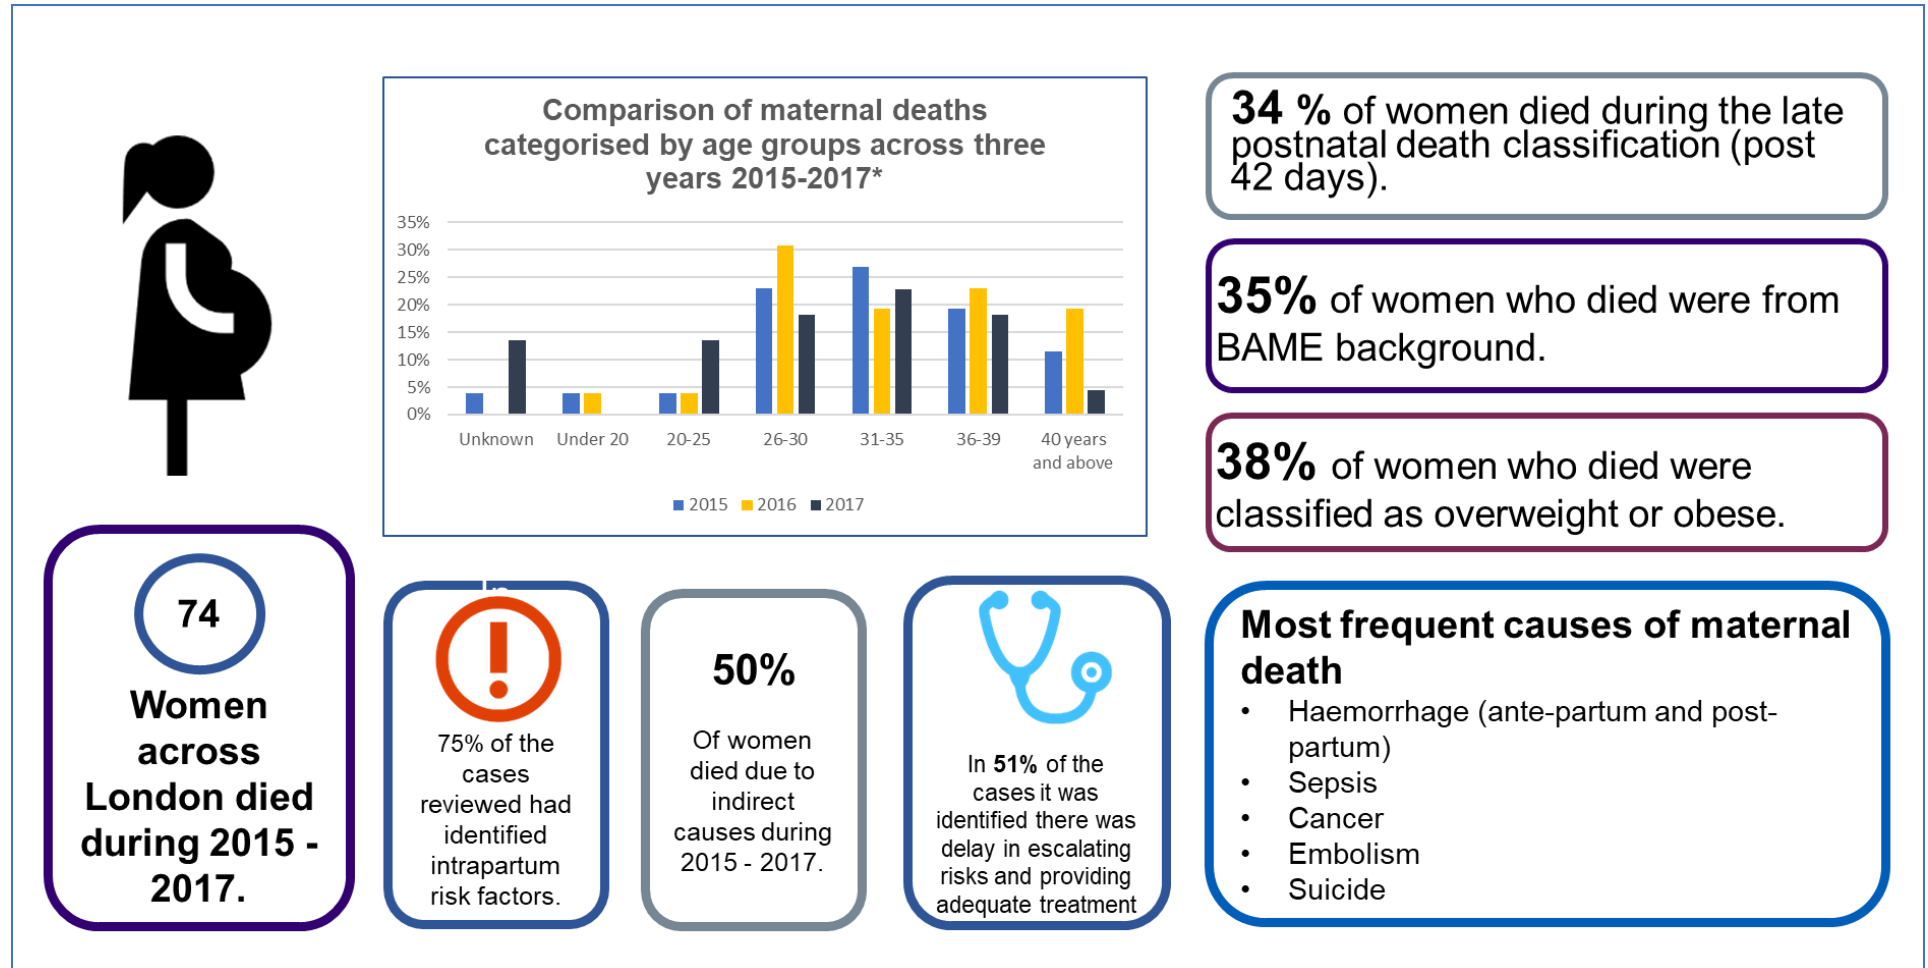 Comparison of maternal deaths
categorised by age groups across three
years 2015-2017*
35%
30%
25%
20%
15%
10%
5%
0%
Unknown
Under 20
20-25
26-30
31-35
36-39
40 years
and above
2015
2016
2017
34 % of women died during the late
postnatal death classification (post
42 days).
35% of women who died were from
BAME background.
38% of women who died were
classified as overweight or obese.
74
Women
across
London died
during 2015 -
2017.
75% of the
cases
reviewed had
identified
intrapartum
risk factors.
50%
Of women
died due to
indirect
causes during
2015 - 2017.
In 51% of the
cases it was
identified there was
delay in escalating
risks and providing
adequate treatment
Most frequent causes of maternal
death
• Haemorrhage (ante-partum and post-
partum)
• Sepsis
• Cancer
• Embolism
• Suicide